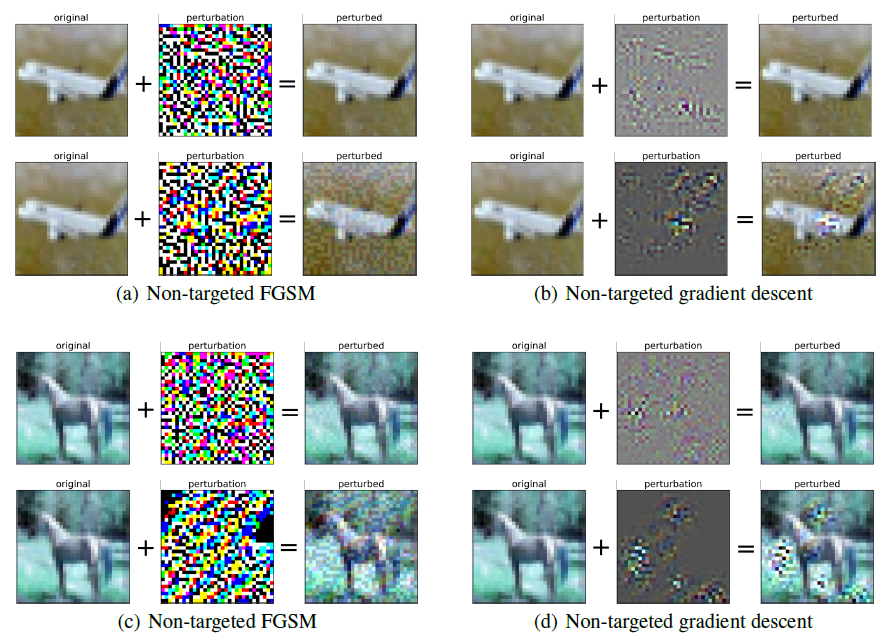 original perturbation perturbed original perturbation perturbed
+ = + =
original perturbation perturbed original perturbation perturbed
+ = + =
(a) Non-targeted FGSM (b) Non-targeted gradient descent
original perturbation perturbed original perturbation perturbed
+ = + =
original perturbation perturbed original perturbation perturbed
+ = + =
(c) Non-targeted FGSM (d) Non-targeted gradient descent